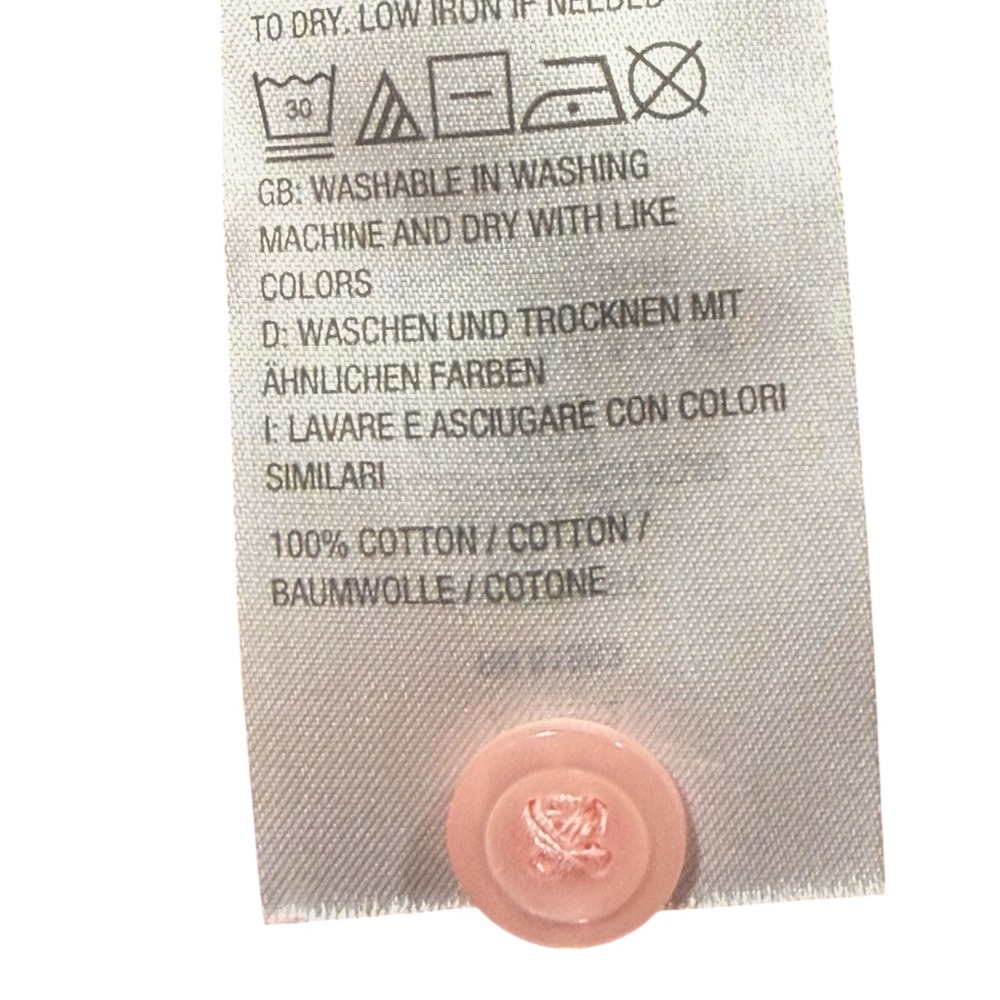 TO DRY. LOW IRON IF NEEDED
30
GB: WASHABLE IN WASHING
MACHINE AND DRY WITH LIKE
COLORS
D: WASCHEN UND TROCKNEN MIT
ÄHNLICHEN FARBEN
I: LAVARE E ASCIUGARE CON COLORI
SIMILARI
100% COTTON / COTTON /
BAUMWOLLE / COTONE